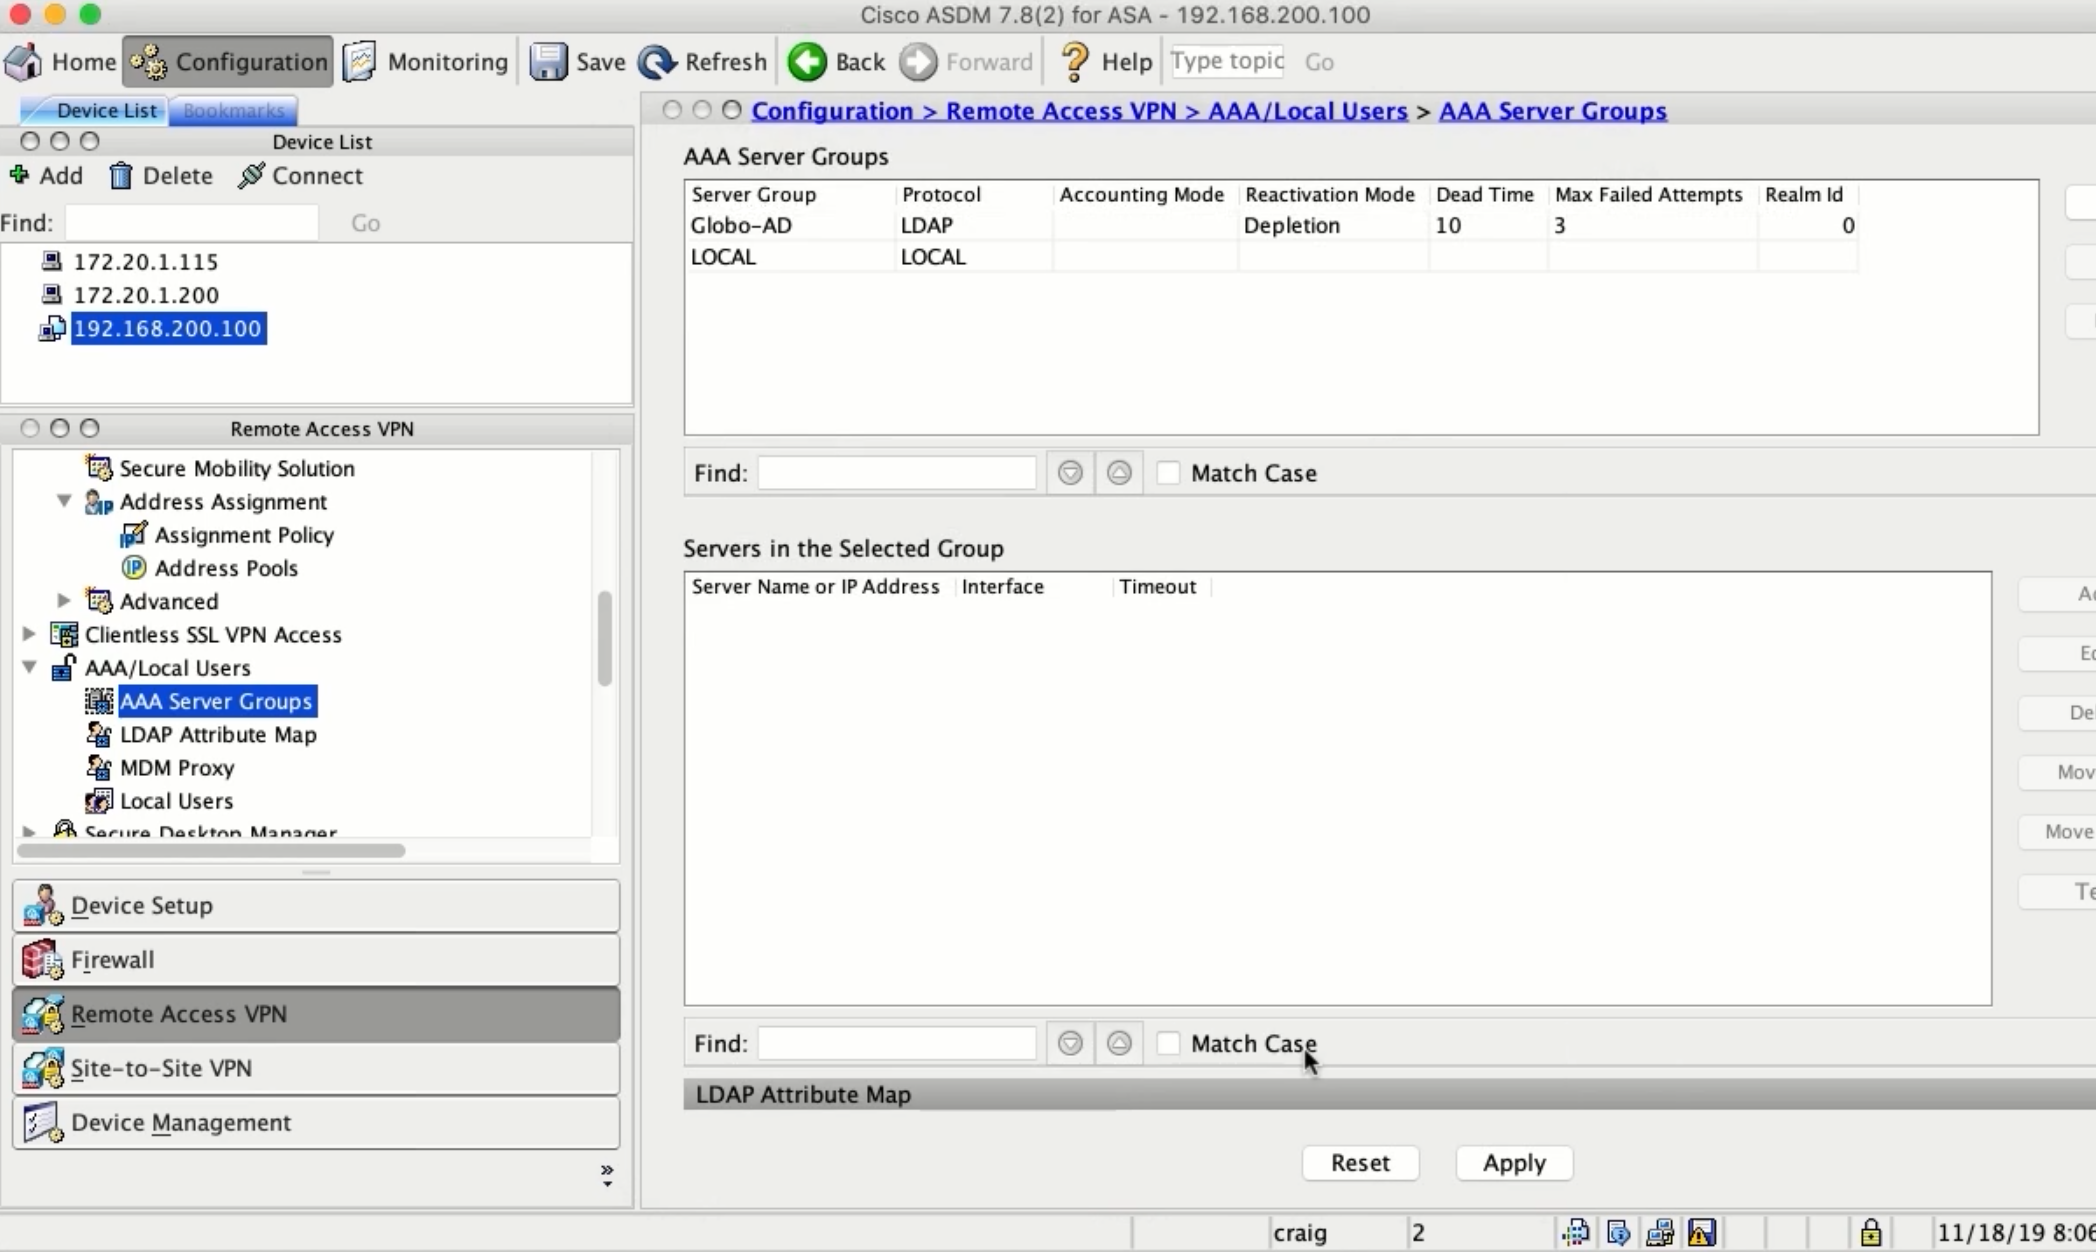 Cisco ASDM 7.8(2) for ASA - 192.168.200.100
Home Configuration Monitoring Save Refresh Back Forward Help Type topic Go
Device List Bookmarks
Device List
Add Delete Connect
Find: Go
172.20.1.115
172.20.1.200
192.168.200.100
Remote Access VPN
Secure Mobility Solution
Address Assignment
Assignment Policy
Address Pools
Advanced
Clientless SSL VPN Access
AAA/Local Users
AAA Server Groups
LDAP Attribute Map
MDM Proxy
Local Users
Secure Desktop Manager
Device Setup
Firewall
Remote Access VPN
Site-to-Site VPN
Device Management
Configuration > Remote Access VPN > AAA/Local Users > AAA Server Groups
AAA Server Groups
Server Group Protocol Accounting Mode Reactivation Mode Dead Time Max Failed Attempts Realm Id
Globo-AD LDAP Depletion 10 3 0
LOCAL LOCAL
Find: Match Case
Servers in the Selected Group
Server Name or IP Address Interface Timeout
Mov
Move
Find: Match Case
LDAP Attribute Map
Reset Apply
craig 2 11/18/19 8:06